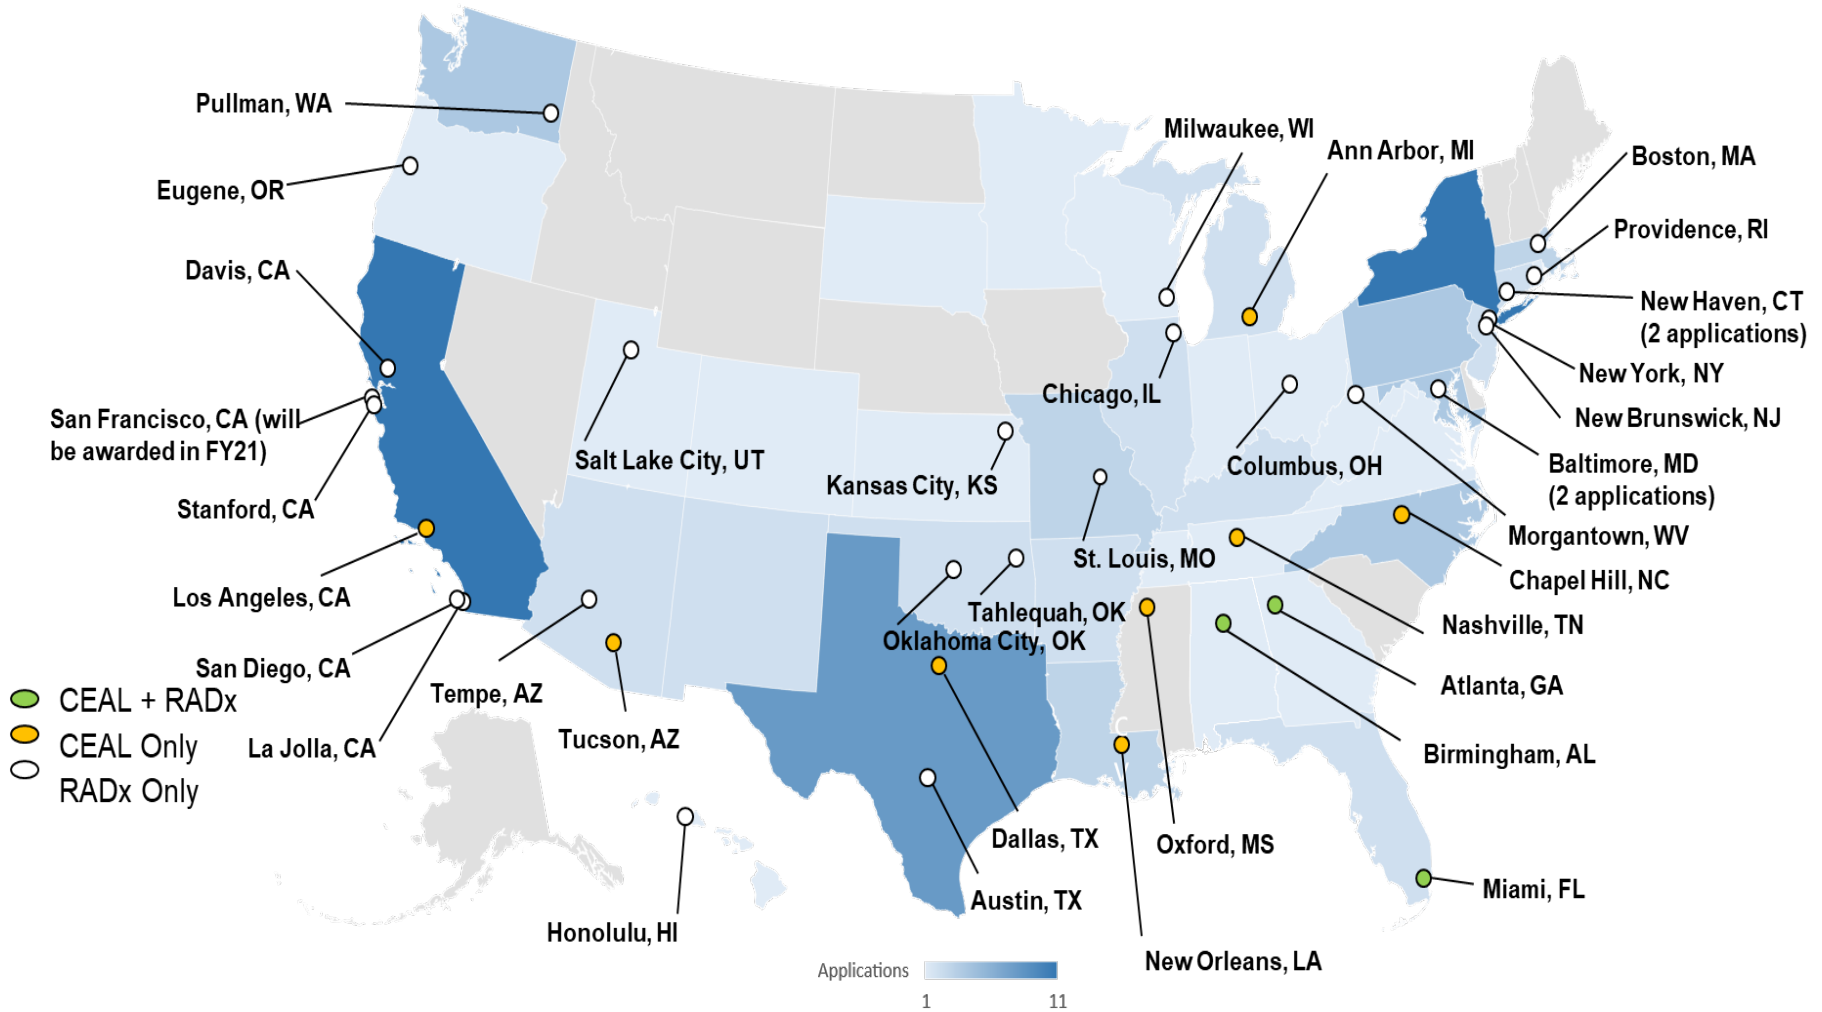 Pullman, WA
Eugene, OR
Davis, CA
San Francisco, CA (will
be awarded in FY21)
Stanford, CA
Los Angeles, CA
San Diego, CA
La Jolla, CA
Tempe, AZ
Tucson, AZ
Salt Lake City, UT
Kansas City, KS
Milwaukee, WI
Ann Arbor, MI
Chicago, IL
Columbus, OH
St. Louis, MO
Tahlequah, OK
Oklahoma City, OK
Boston, MA
Providence, RI
New Haven, CT
(2 applications)
New York, NY
New Brunswick, NJ
Baltimore, MD
(2 applications)
Morgantown, WV
Chapel Hill, NC
Nashville, TN
Atlanta, GA
Birmingham, AL
Miami, FL
Oxford, MS
New Orleans, LA
Dallas, TX
Austin, TX
Honolulu, HI
CEAL + RADx
CEAL Only
RADx Only
Applications
1
11